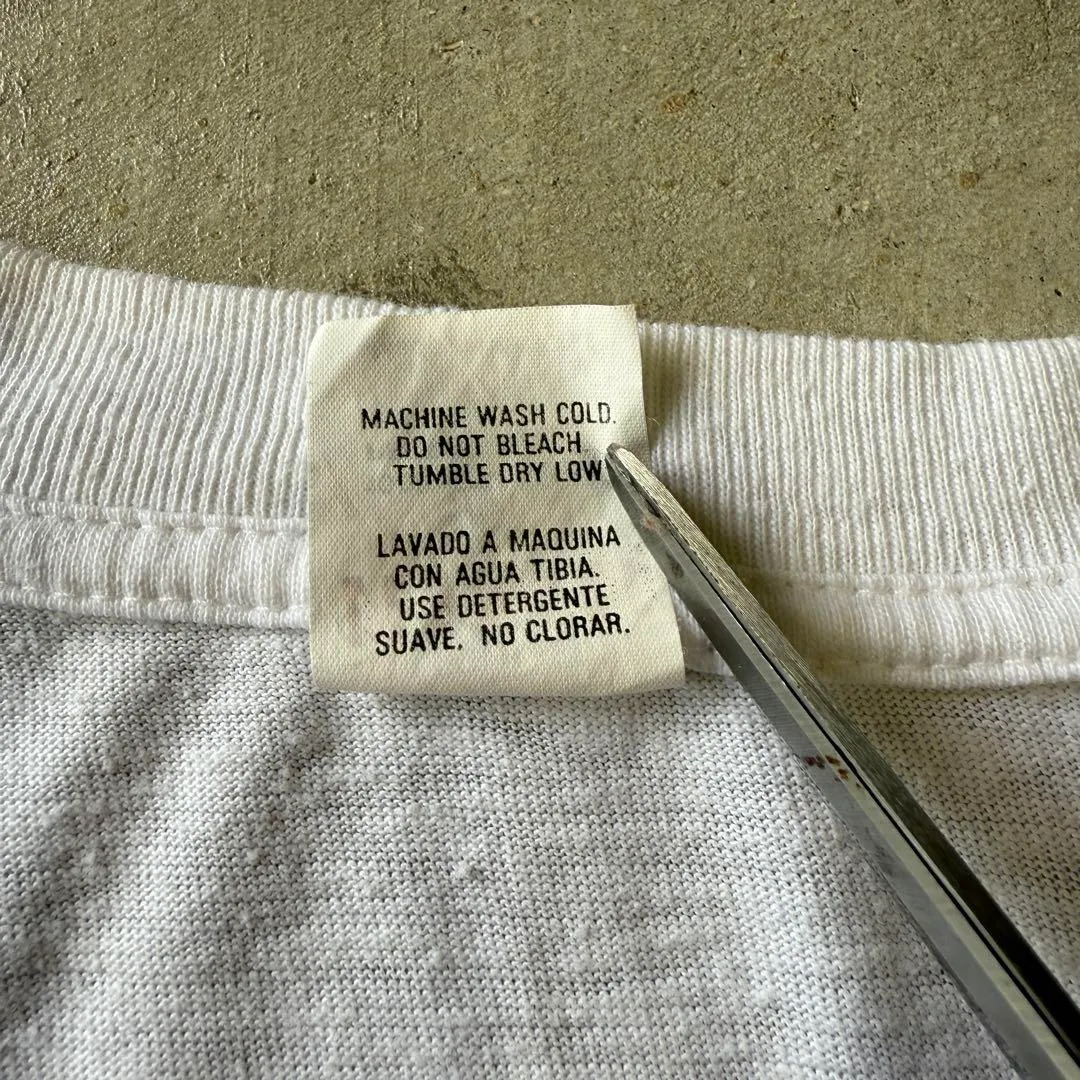 MACHINE WASH COLD.
DO NOT BLEACH
TUMBLE DRY LOW
LAVADO A MAQUINA
CON AGUA TIBIA.
USE DETERGENTE
SUAVE. NO CLORAR.